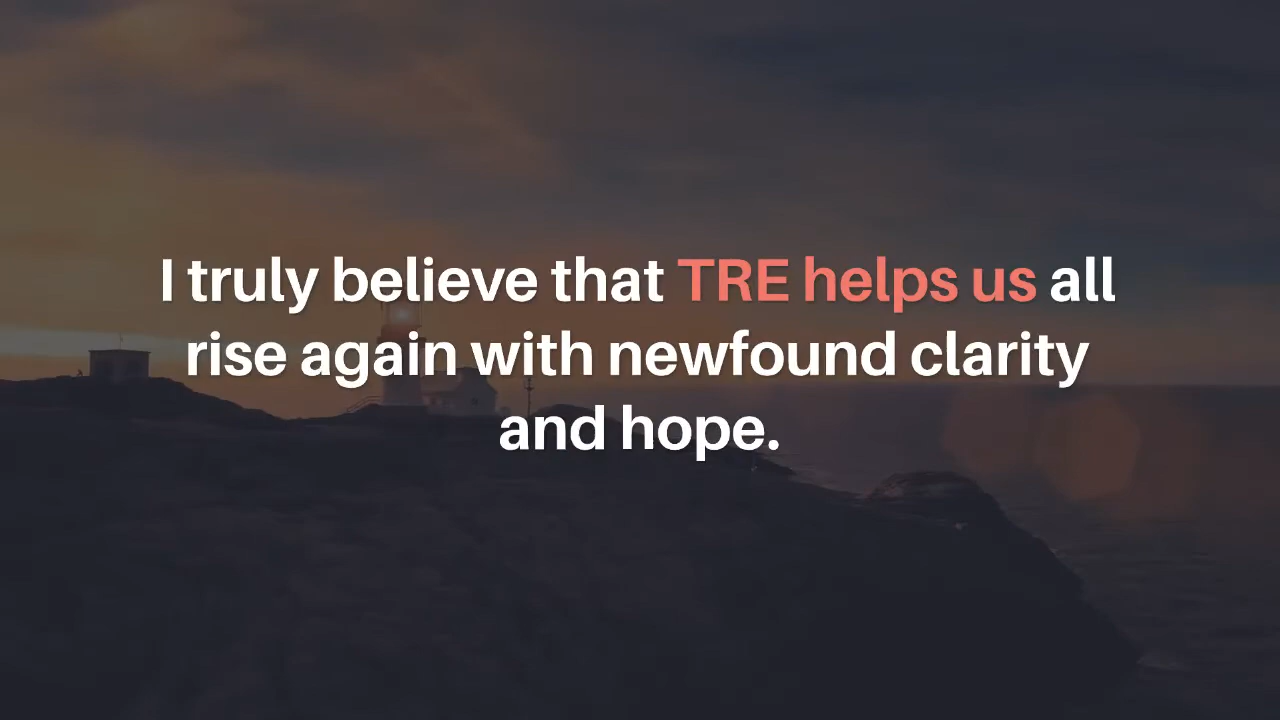 I truly believe that TRE helps us all
rise again with newfound clarity
and hope.